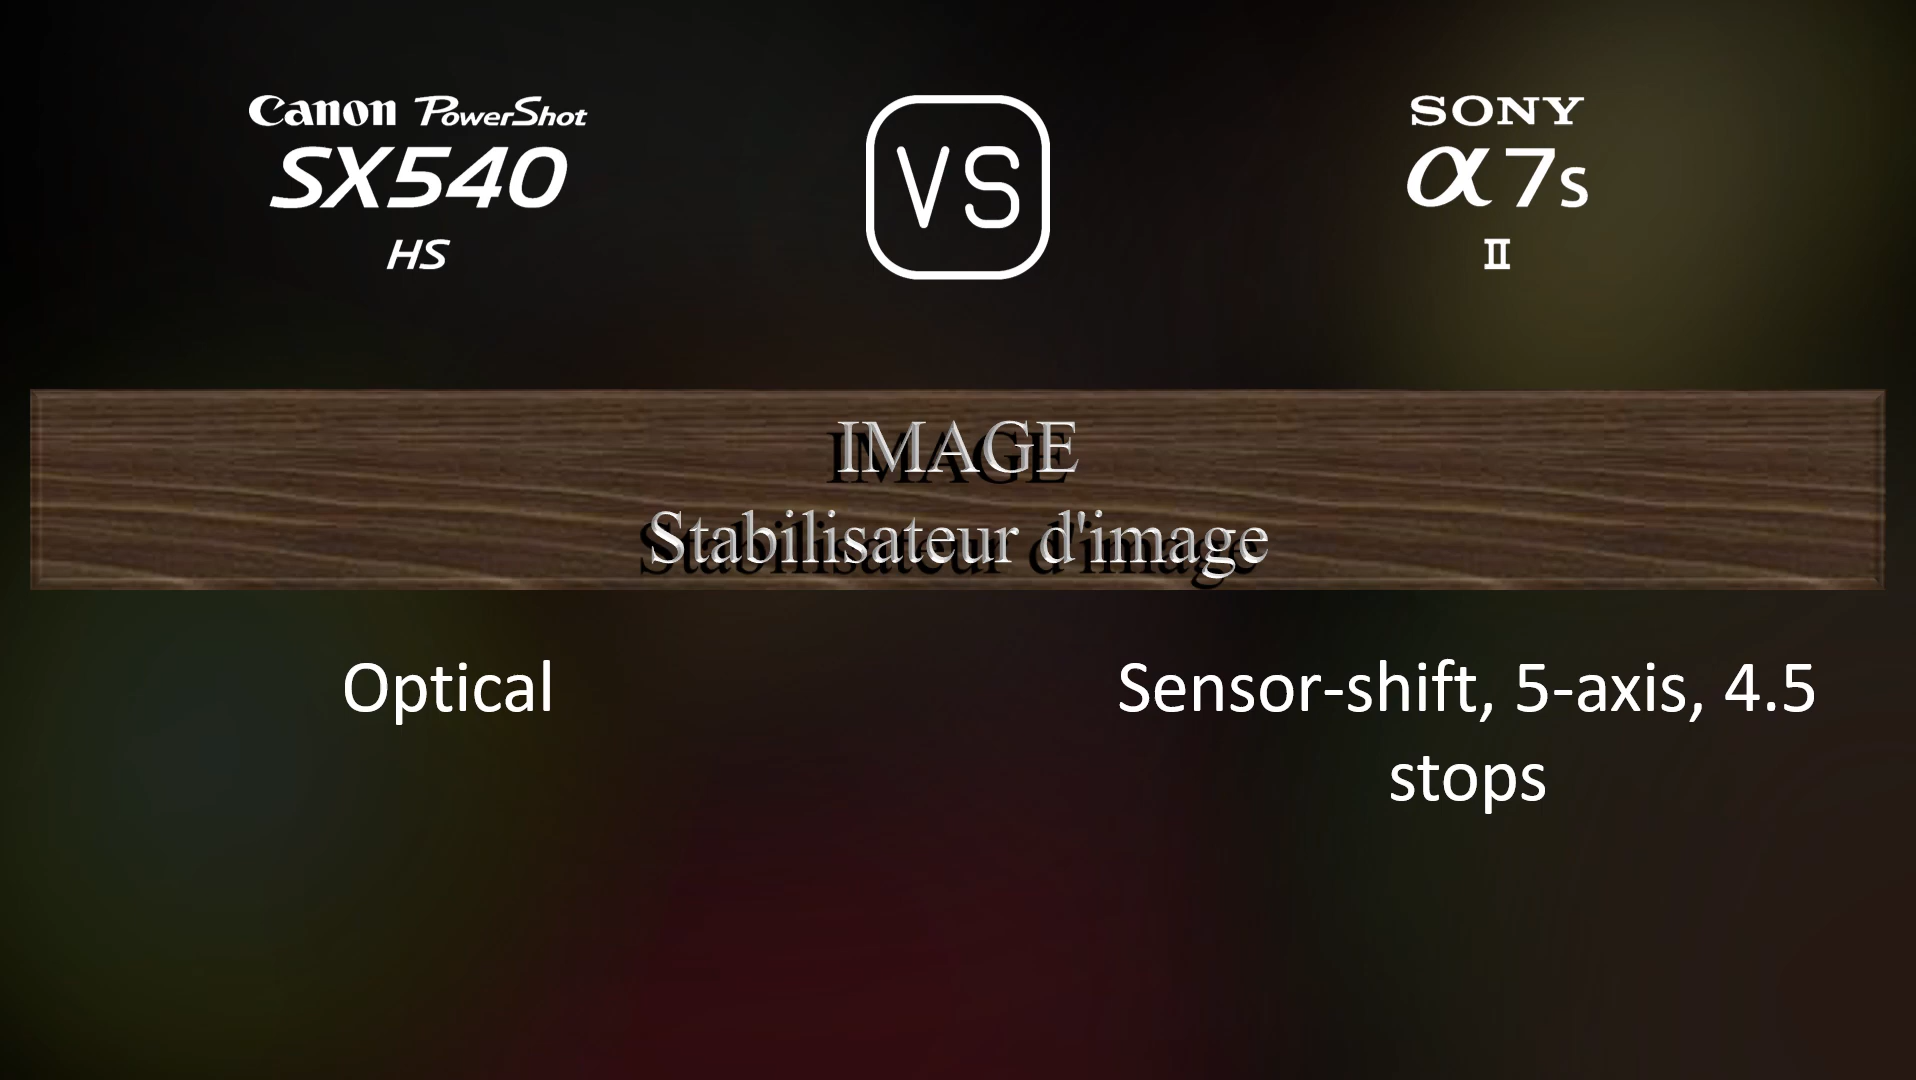 Canon PowerShot
SX540
HS
VS
SONY
α7s
II
IMAGE
Stabilisateur d'image
Optical
Sensor-shift, 5-axis, 4.5
stops